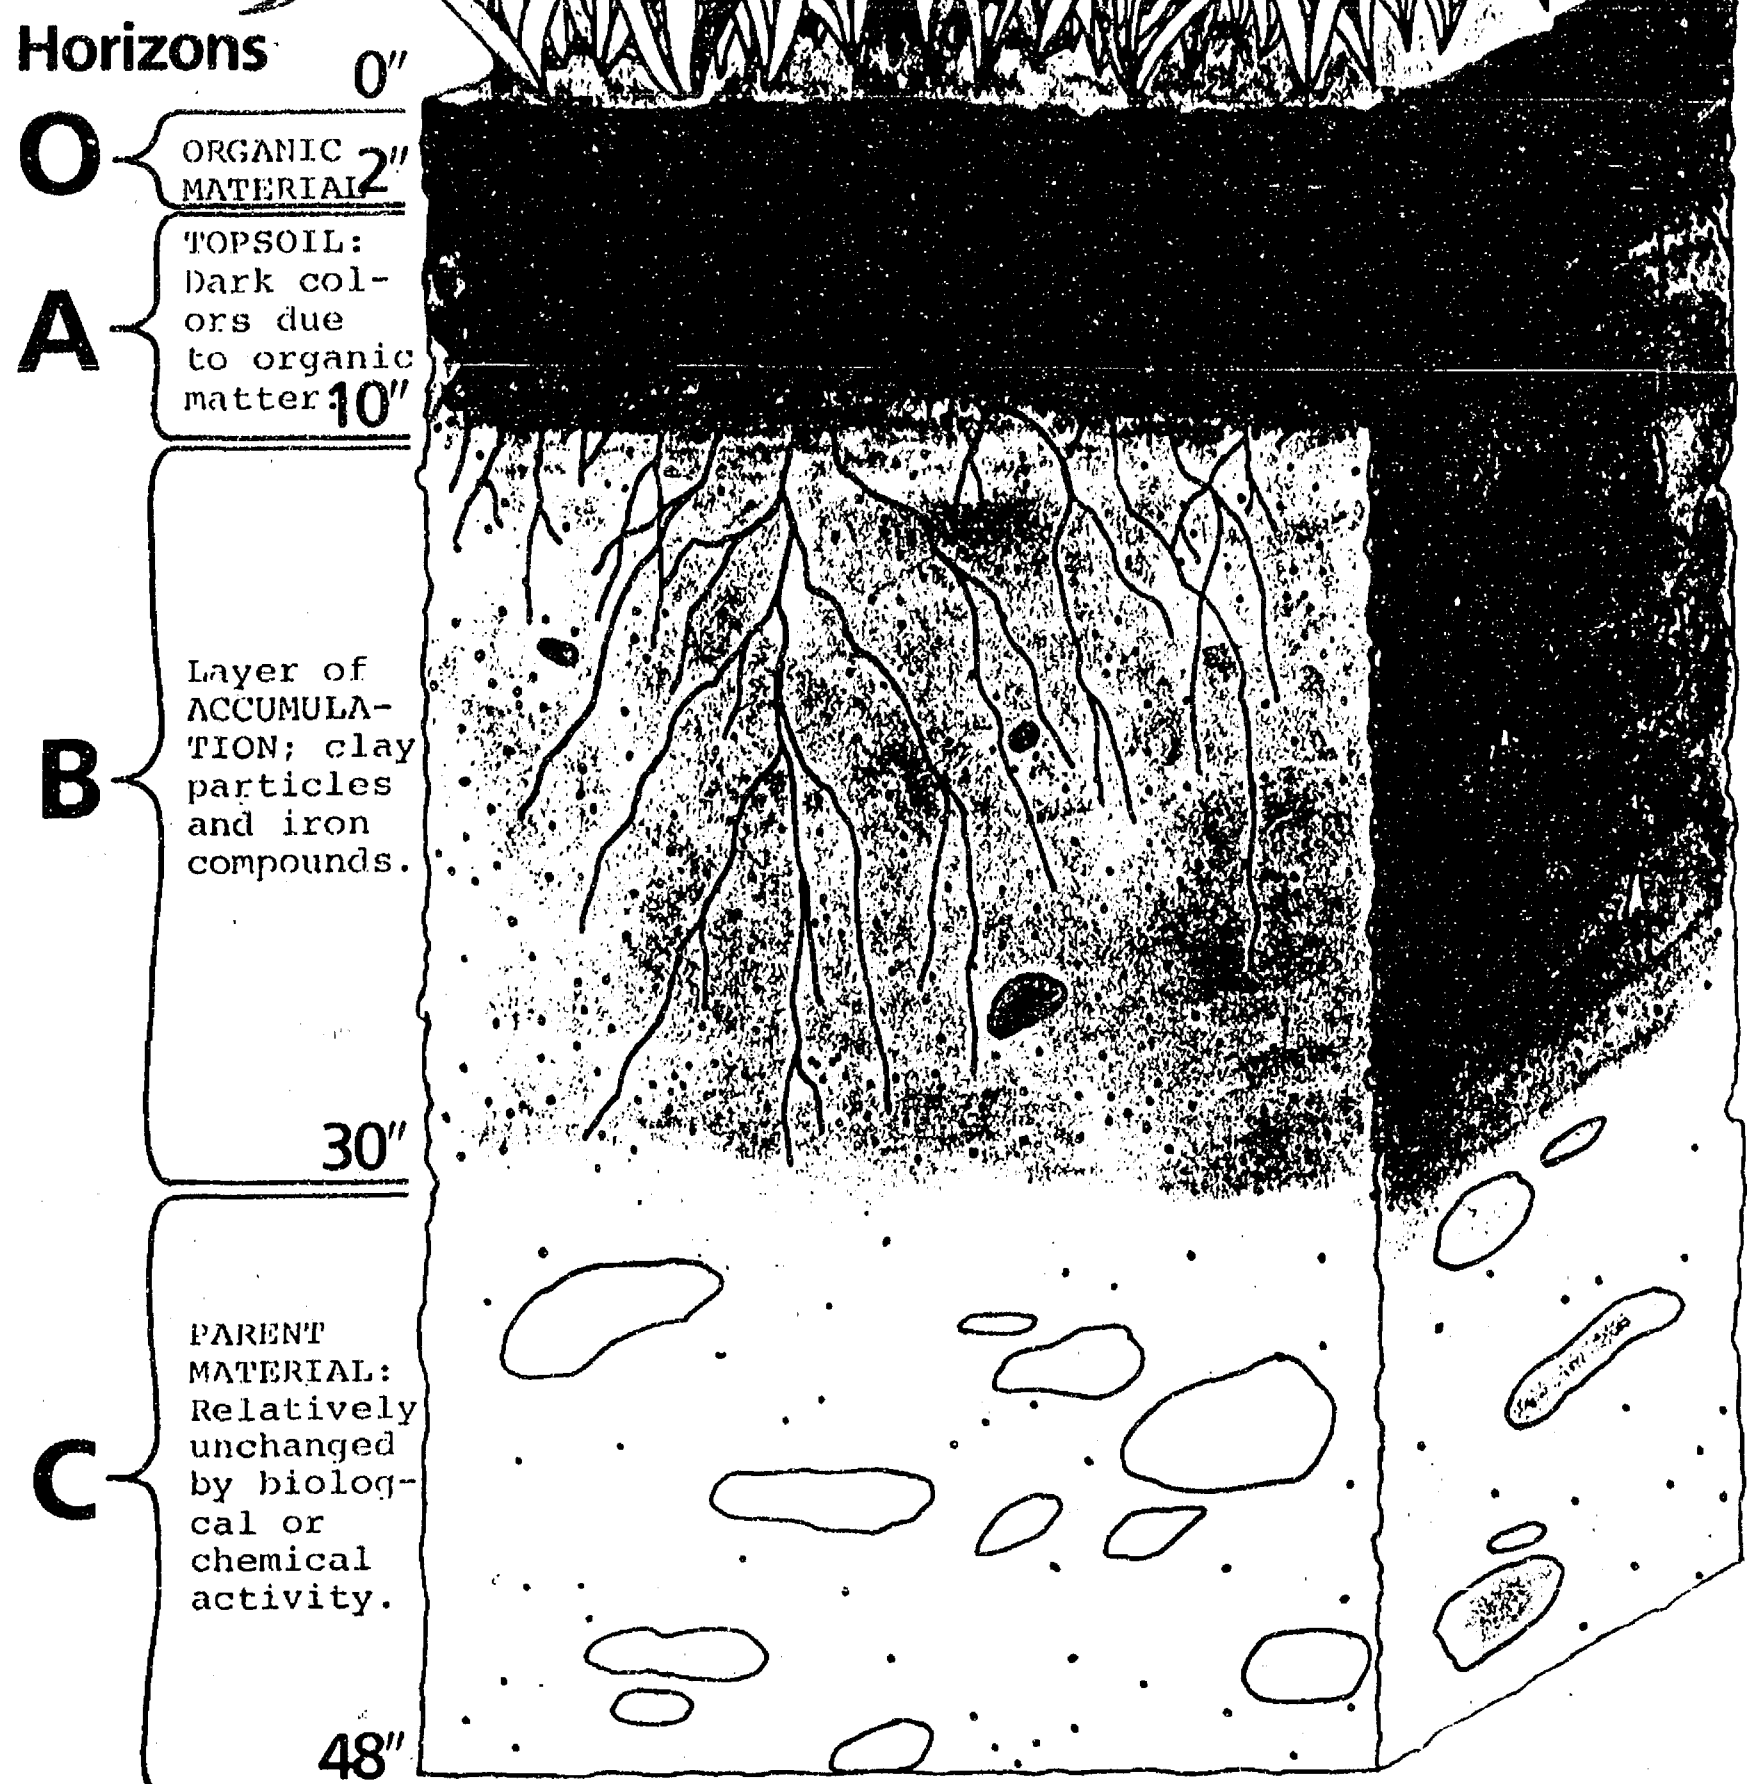 Horizons
0"
O
ORGANIC
MATERIAL
2"
A
TOPSOIL:
Dark col-
ors due
to organic
matter.
10"
B
Layer of
ACCUMULA-
TION; clay
particles
and iron
compounds.
30"
C
PARENT
MATERIAL:
Relatively
unchanged
by biolog-
cal or
chemical
activity.
48"